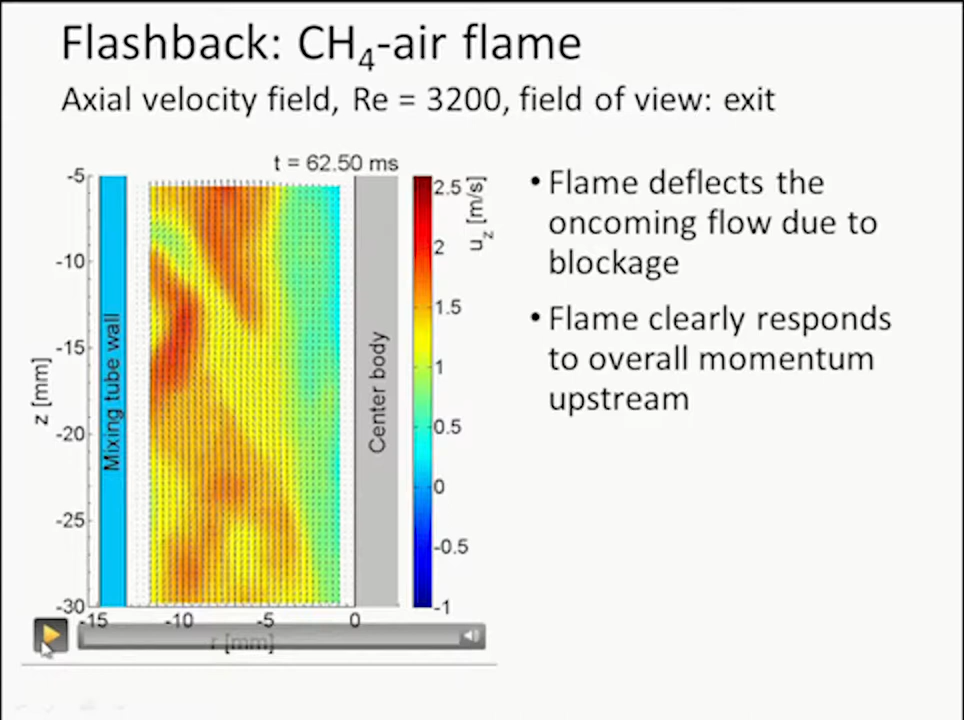 Flashback: CH₄-air flame
Axial velocity field, Re = 3200, field of view: exit
t = 62.50 ms
-5
-10
-15
-20
-25
-30
z [mm]
Mixing tube wall
Center body
-15
-10
-5
0
r [mm]
2.5
2
1.5
1
0.5
0
-0.5
-1
u_z [m/s]
• Flame deflects the
oncoming flow due to
blockage
• Flame clearly responds
to overall momentum
upstream